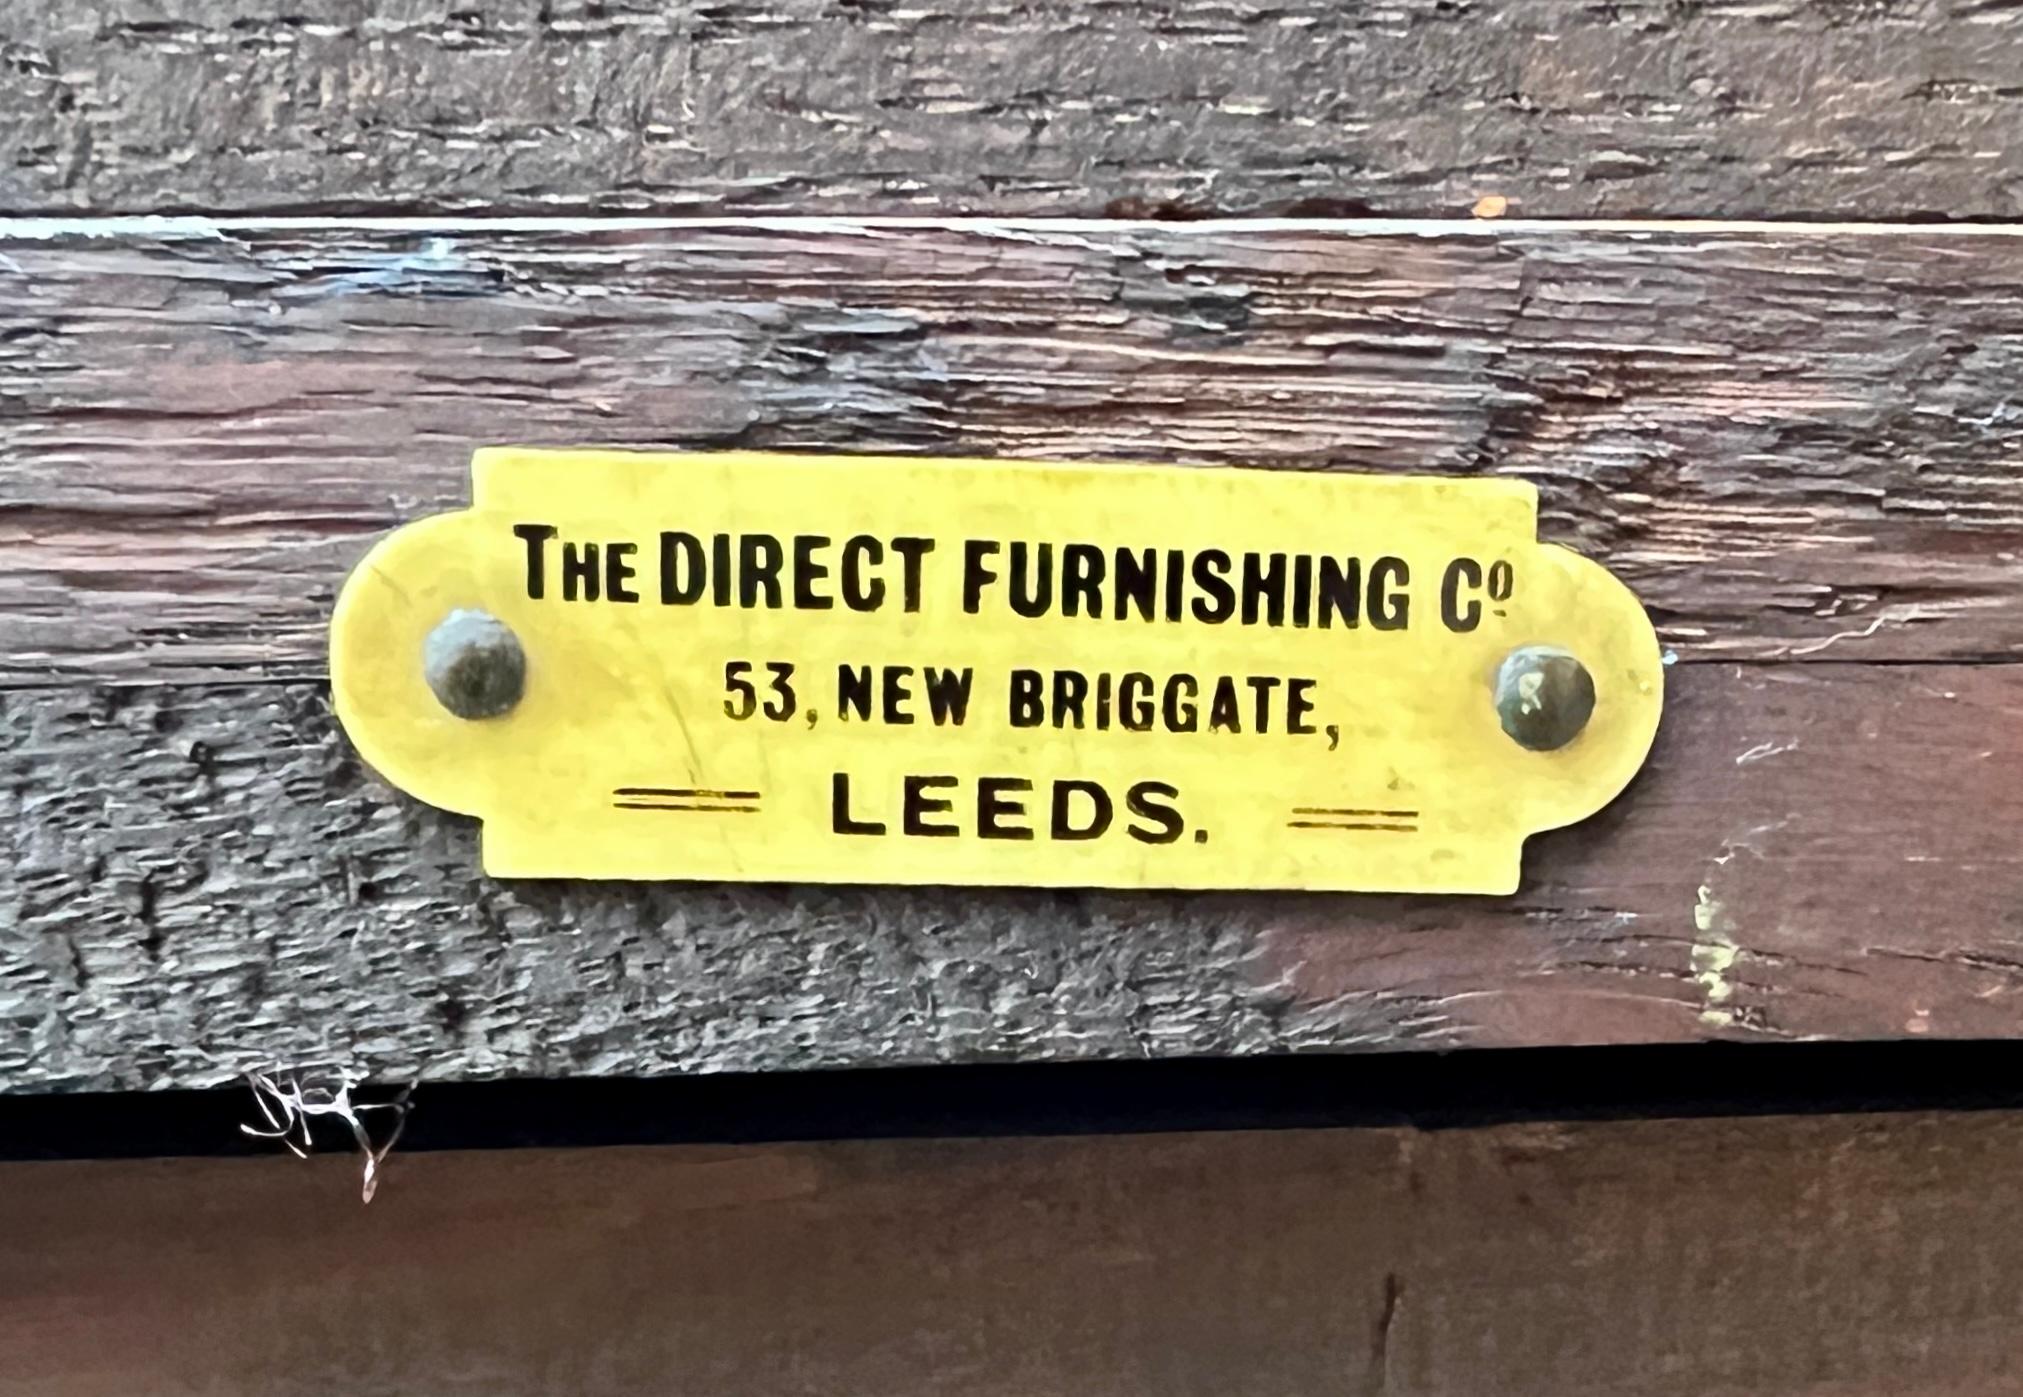 THE DIRECT FURNISHING Cº
53, NEW BRIGGATE,
LEEDS.